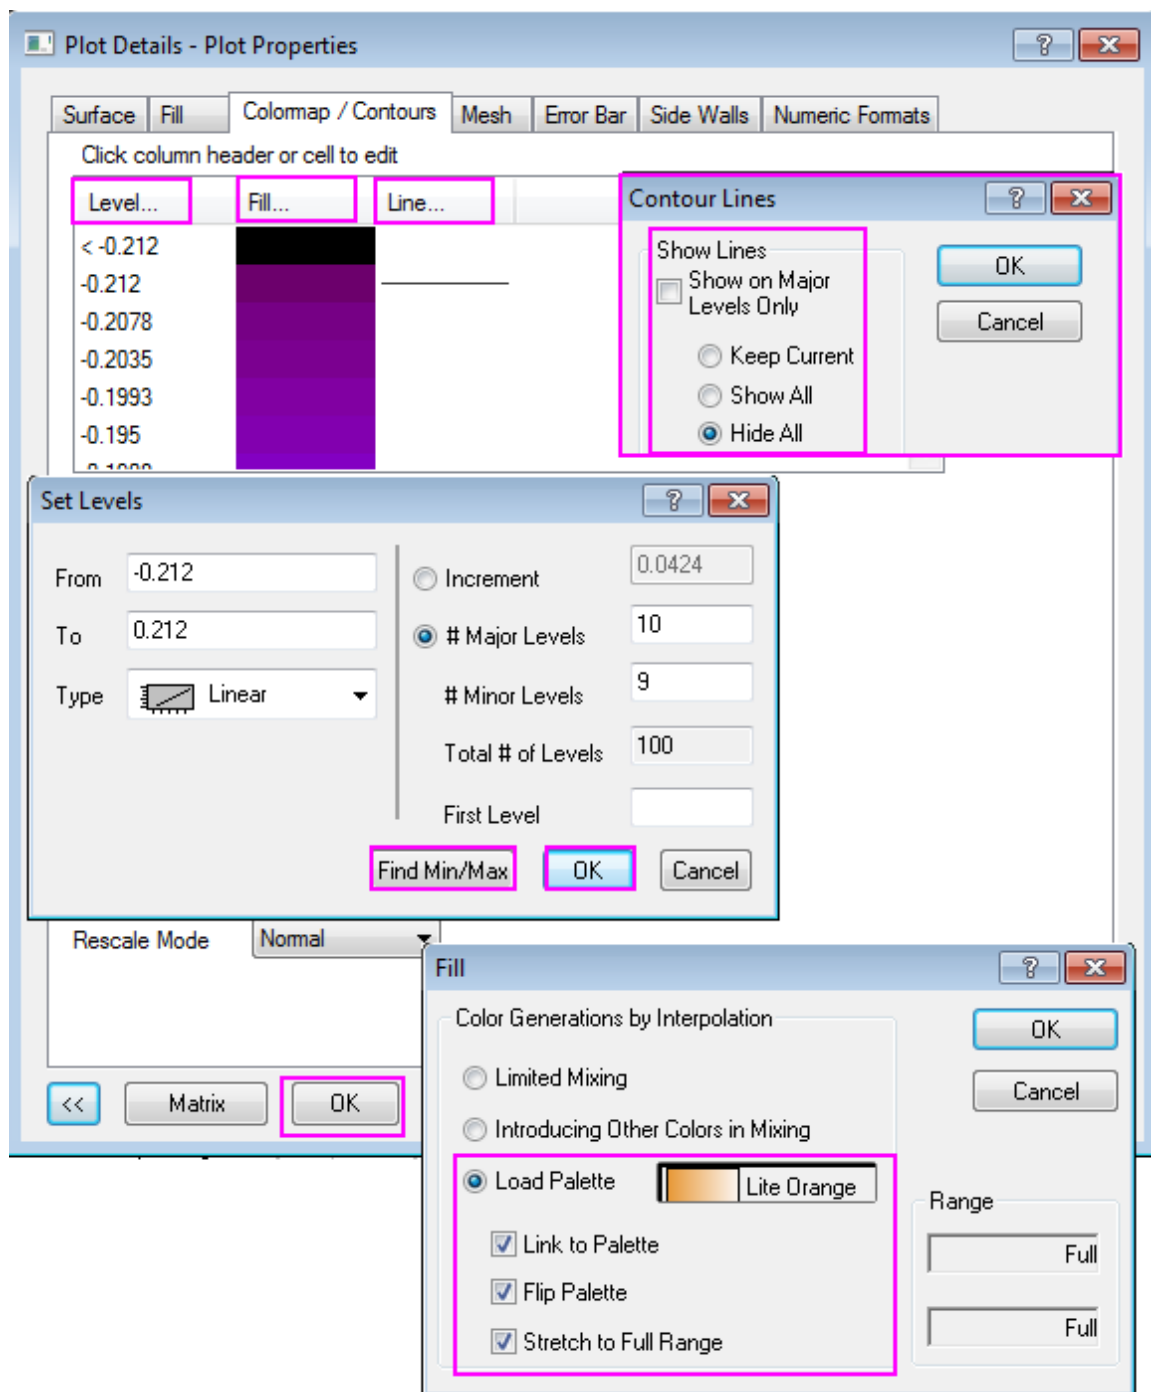 Plot Details - Plot Properties
Surface Fill Colormap / Contours Mesh Error Bar Side Walls Numeric Formats
Click column header or cell to edit
Level... Fill... Line...
< -0.212
-0.212
-0.2078
-0.2035
-0.1993
-0.195
Contour Lines
Show Lines
Show on Major
Levels Only
Keep Current
Show All
Hide All
OK
Cancel
Set Levels
From -0.212
To 0.212
Type Linear
Increment 0.0424
# Major Levels 10
# Minor Levels 9
Total # of Levels 100
First Level
Find Min/Max OK Cancel
Rescale Mode Normal
<< Matrix OK
Fill
Color Generations by Interpolation
Limited Mixing
Introducing Other Colors in Mixing
Load Palette Lite Orange
Link to Palette
Flip Palette
Stretch to Full Range
OK
Cancel
Range
Full
Full